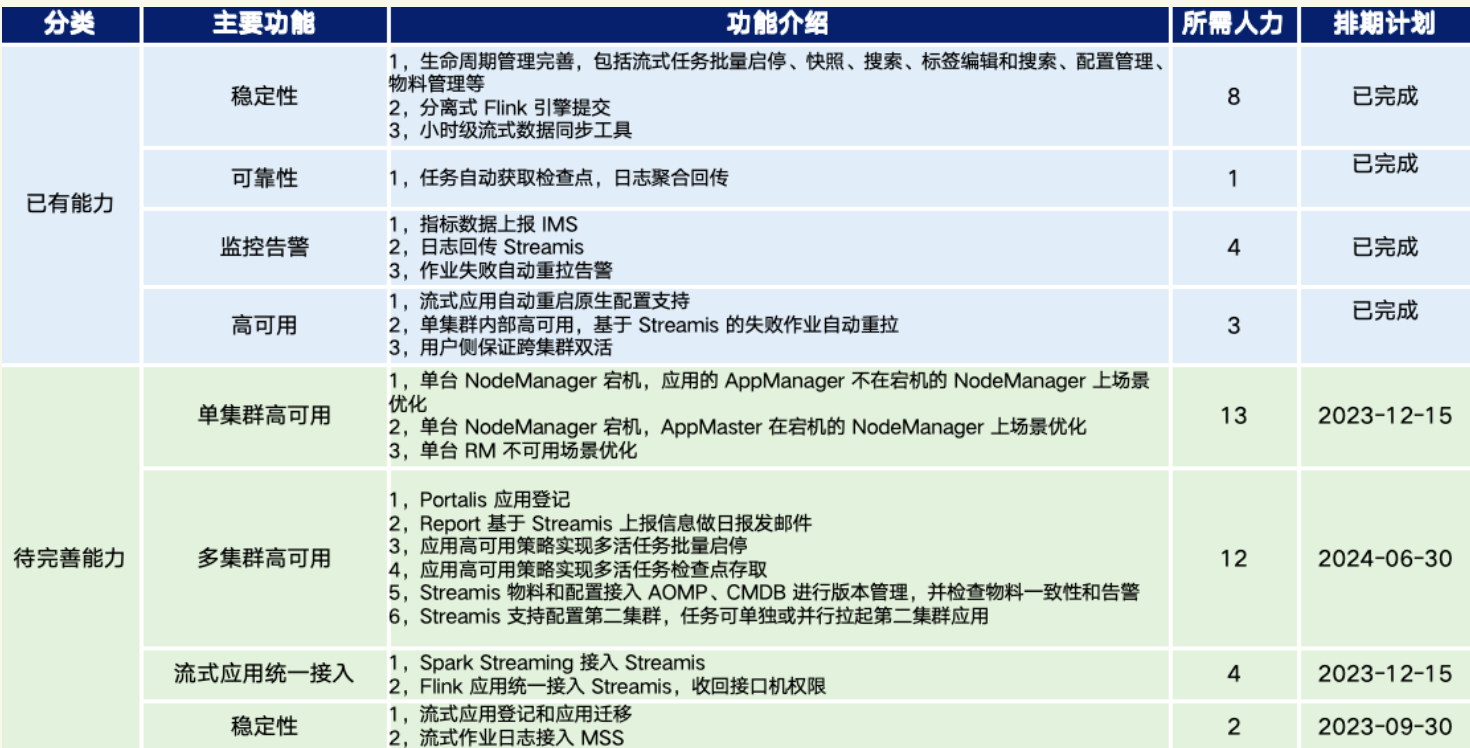 分类 主要功能 功能介绍 所需人力 排期计划
已有能力
稳定性
1，生命周期管理完善，包括流式任务批量启停、快照、搜索、标签编辑和搜索、配置管理、
物料管理等
2，分离式 Flink 引擎提交
3，小时级流式数据同步工具
8
已完成
可靠性
1，任务自动获取检查点，日志聚合回传
1
已完成
监控告警
1，指标数据上报 IMS
2，日志回传 Streamis
3，作业失败自动重拉告警
4
已完成
高可用
1，流式应用自动重启原生配置支持
2，单集群内部高可用，基于 Streamis 的失败作业自动重拉
3，用户侧保证跨集群双活
3
已完成
待完善能力
单集群高可用
1，单台 NodeManager 宕机，应用的 AppManager 不在宕机的 NodeManager 上场景
优化
2，单台 NodeManager 宕机，AppMaster 在宕机的 NodeManager 上场景优化
3，单台 RM 不可用场景优化
13
2023-12-15
多集群高可用
1，Portalis 应用登记
2，Report 基于 Streamis 上报信息做日报发邮件
3，应用高可用策略实现多活任务批量启停
4，应用高可用策略实现多活任务检查点存取
5，Streamis 物料和配置接入 AOMP、CMDB 进行版本管理，并检查物料一致性和告警
6，Streamis 支持配置第二集群，任务可单独或并行拉起第二集群应用
12
2024-06-30
流式应用统一接入
1，Spark Streaming 接入 Streamis
2，Flink 应用统一接入 Streamis，收回接口机权限
4
2023-12-15
稳定性
1，流式应用登记和应用迁移
2，流式作业日志接入 MSS
2
2023-09-30